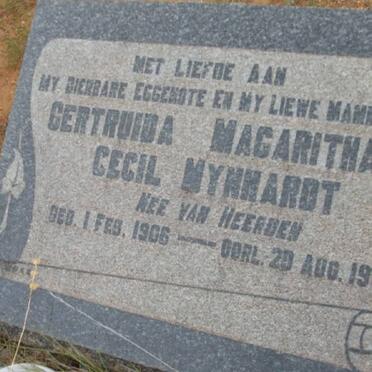 MET LIEFDE AAN
MY DIERBARE EGGENOTE EN MY LIEWE MAMM
GERTRUIDA MAGARITHA
CECIL MYNHARDT
NEE VAN HEERDEN
GEB. 1 FEB. 1906 — OORL. 20 AUG. 19